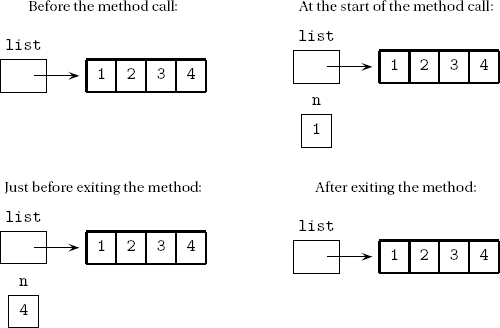 Before the method call:
list
1 2 3 4
At the start of the method call:
list
1 2 3 4
n
1
Just before exiting the method:
list
1 2 3 4
n
4
After exiting the method:
list
1 2 3 4